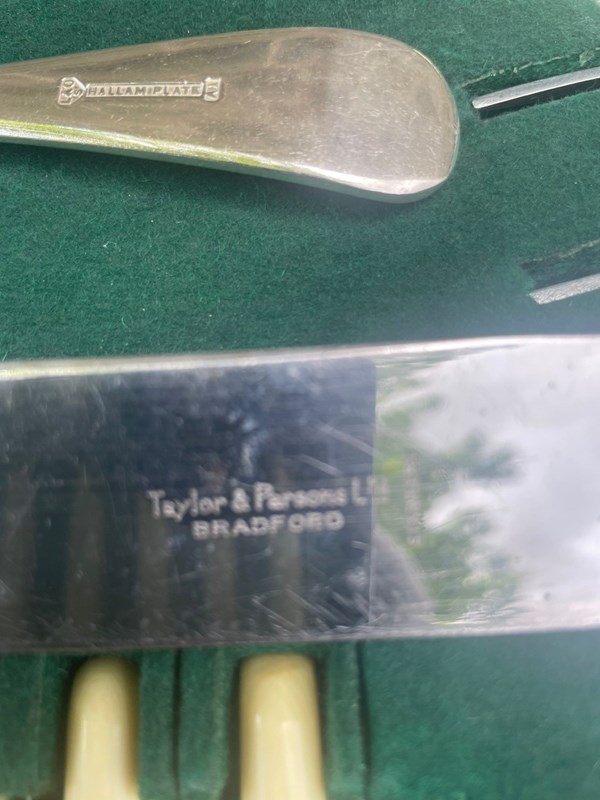 HALLAMIPLATE
Taylor & Parsons Ltd
BRADFORD